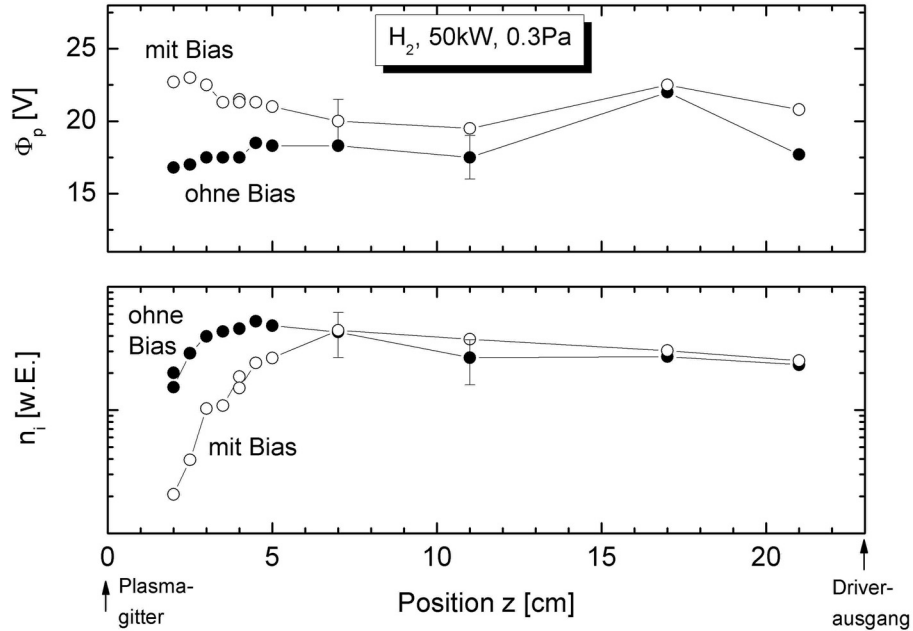 H₂, 50kW, 0.3Pa
mit Bias
ohne Bias
Φp [V]
25
20
15
ohne
Bias
mit Bias
nᵢ [w.E.]
0 5 10 15 20
Position z [cm]
Plasma-
gitter
Driver-
ausgang